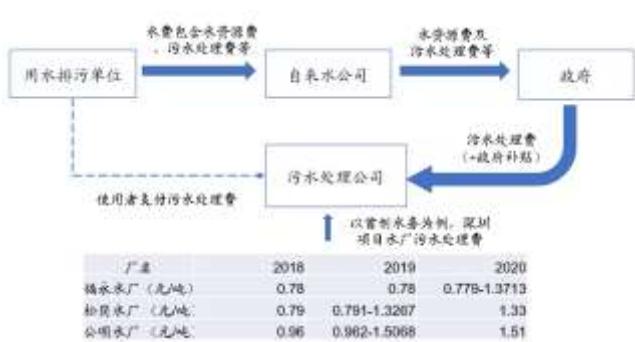 水费包含水资源费
、污水处理费等
水资源费及
污水处理费等
用水排污单位
自来水公司
政府
污水处理费
(+政府补贴)
污水处理公司
使用者支付污水处理费
以首创水务为例，深圳
项目水厂污水处理费
厂名 2018 2019 2020
福永水厂（元/吨） 0.78 0.78 0.779-1.3713
松岗水厂（元/吨） 0.79 0.791-1.3267 1.33
公明水厂（元/吨） 0.96 0.962-1.5068 1.51